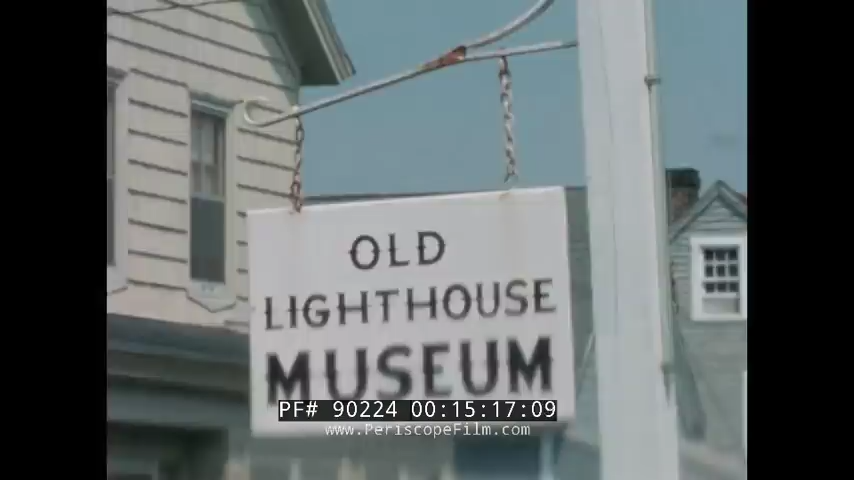 OLD
LIGHTHOUSE
MUSEUM
PF# 90224 00:15:17:09
www.PeriscopeFilm.com